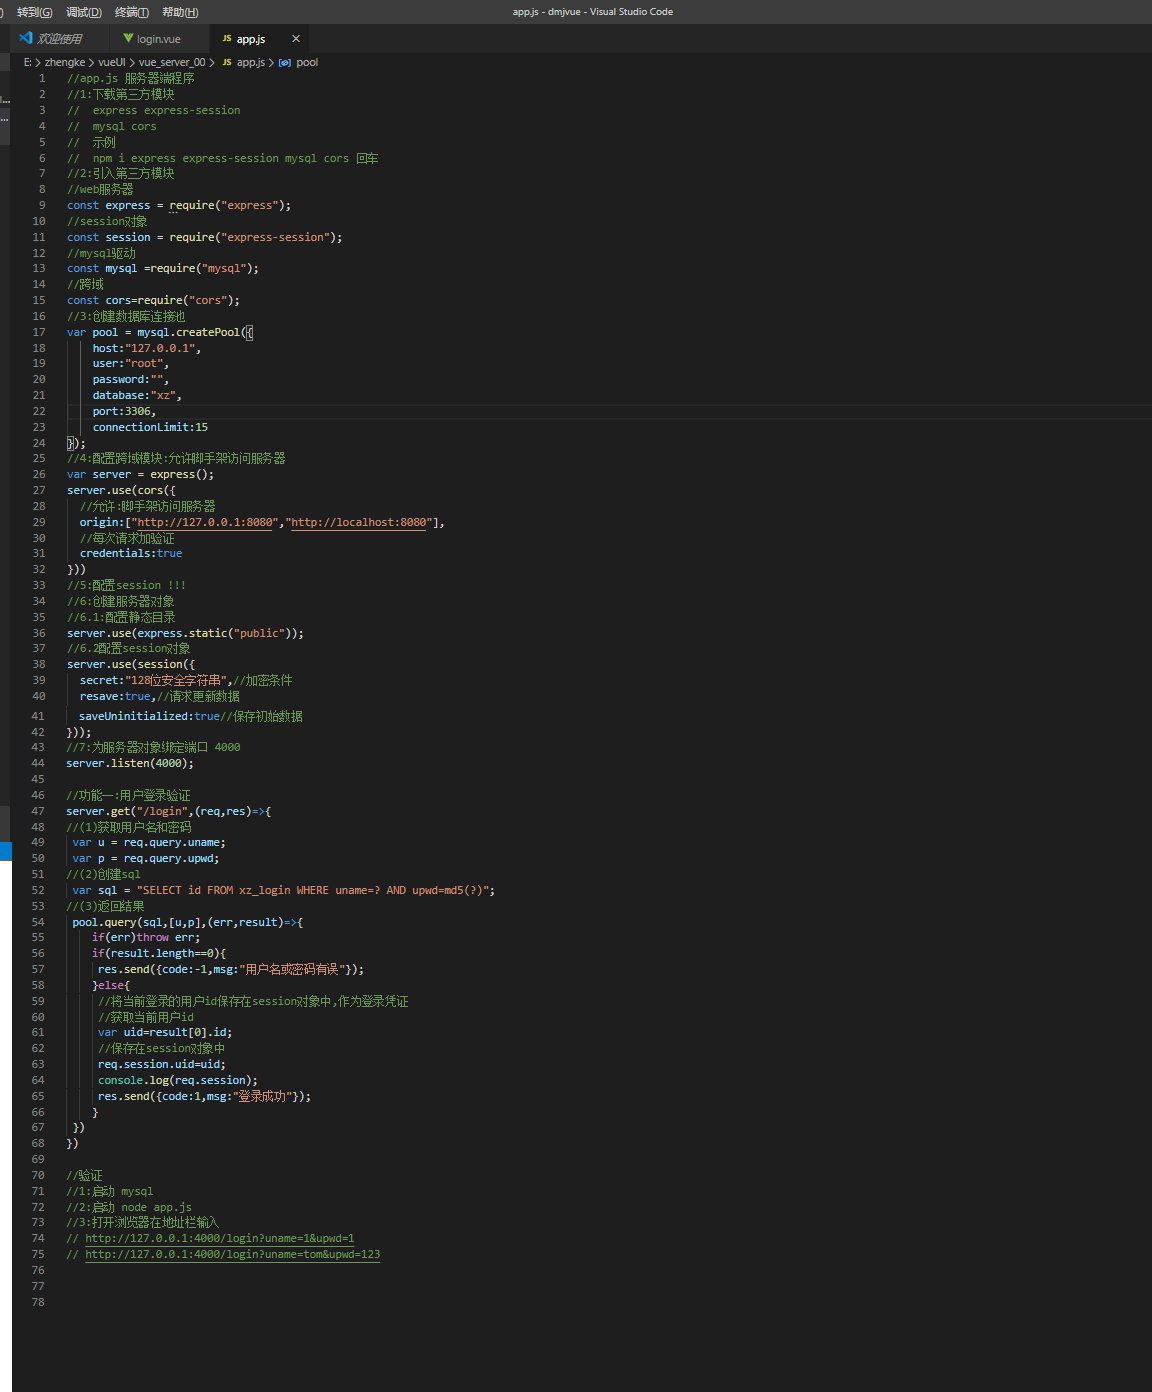 转到(G) 调试(D) 终端(T) 帮助(H) app.js - dmjvue - Visual Studio Code
欢迎使用 login.vue JS app.js ×
E: > zhengke > vueUI > vue_server_00 > JS app.js > pool
1 //app.js 服务器端程序
2 //1:下载第三方模块
3 //  express express-session
4 //  mysql cors
5 //  示例
6 //  npm i express express-session mysql cors 回车
7 //2:引入第三方模块
8 //web服务器
9 const express = require("express");
10 //session对象
11 const session = require("express-session");
12 //mysql驱动
13 const mysql =require("mysql");
14 //跨域
15 const cors=require("cors");
16 //3:创建数据库连接池
17 var pool = mysql.createPool({
18     host:"127.0.0.1",
19     user:"root",
20     password:"",
21     database:"xz",
22     port:3306,
23     connectionLimit:15
24 });
25 //4:配置跨域模块:允许脚手架访问服务器
26 var server = express();
27 server.use(cors({
28   //允许:脚手架访问服务器
29   origin:["http://127.0.0.1:8080","http://localhost:8080"],
30   //每次请求加验证
31   credentials:true
32 }))
33 //5:配置session !!!
34 //6:创建服务器对象
35 //6.1:配置静态目录
36 server.use(express.static("public"));
37 //6.2配置session对象
38 server.use(session({
39   secret:"128位安全字符串",//加密条件
40   resave:true,//请求更新数据
41   saveUninitialized:true//保存初始数据
42 }));
43 //7:为服务器对象绑定端口 4000
44 server.listen(4000);
45
46 //功能一:用户登录验证
47 server.get("/login",(req,res)=>{
48 //(1)获取用户名和密码
49  var u = req.query.uname;
50  var p = req.query.upwd;
51 //(2)创建sql
52  var sql = "SELECT id FROM xz_login WHERE uname=? AND upwd=md5(?)";
53 //(3)返回结果
54  pool.query(sql,[u,p],(err,result)=>{
55     if(err)throw err;
56     if(result.length==0){
57      res.send({code:-1,msg:"用户名或密码有误"});
58     }else{
59      //将当前登录的用户id保存在session对象中,作为登录凭证
60      //获取当前用户id
61      var uid=result[0].id;
62      //保存在session对象中
63      req.session.uid=uid;
64      console.log(req.session);
65      res.send({code:1,msg:"登录成功"});
66     }
67  })
68 })
69
70 //验证
71 //1:启动 mysql
72 //2:启动 node app.js
73 //3:打开浏览器在地址栏输入
74 // http://127.0.0.1:4000/login?uname=1&upwd=1
75 // http://127.0.0.1:4000/login?uname=tom&upwd=123
76
77
78